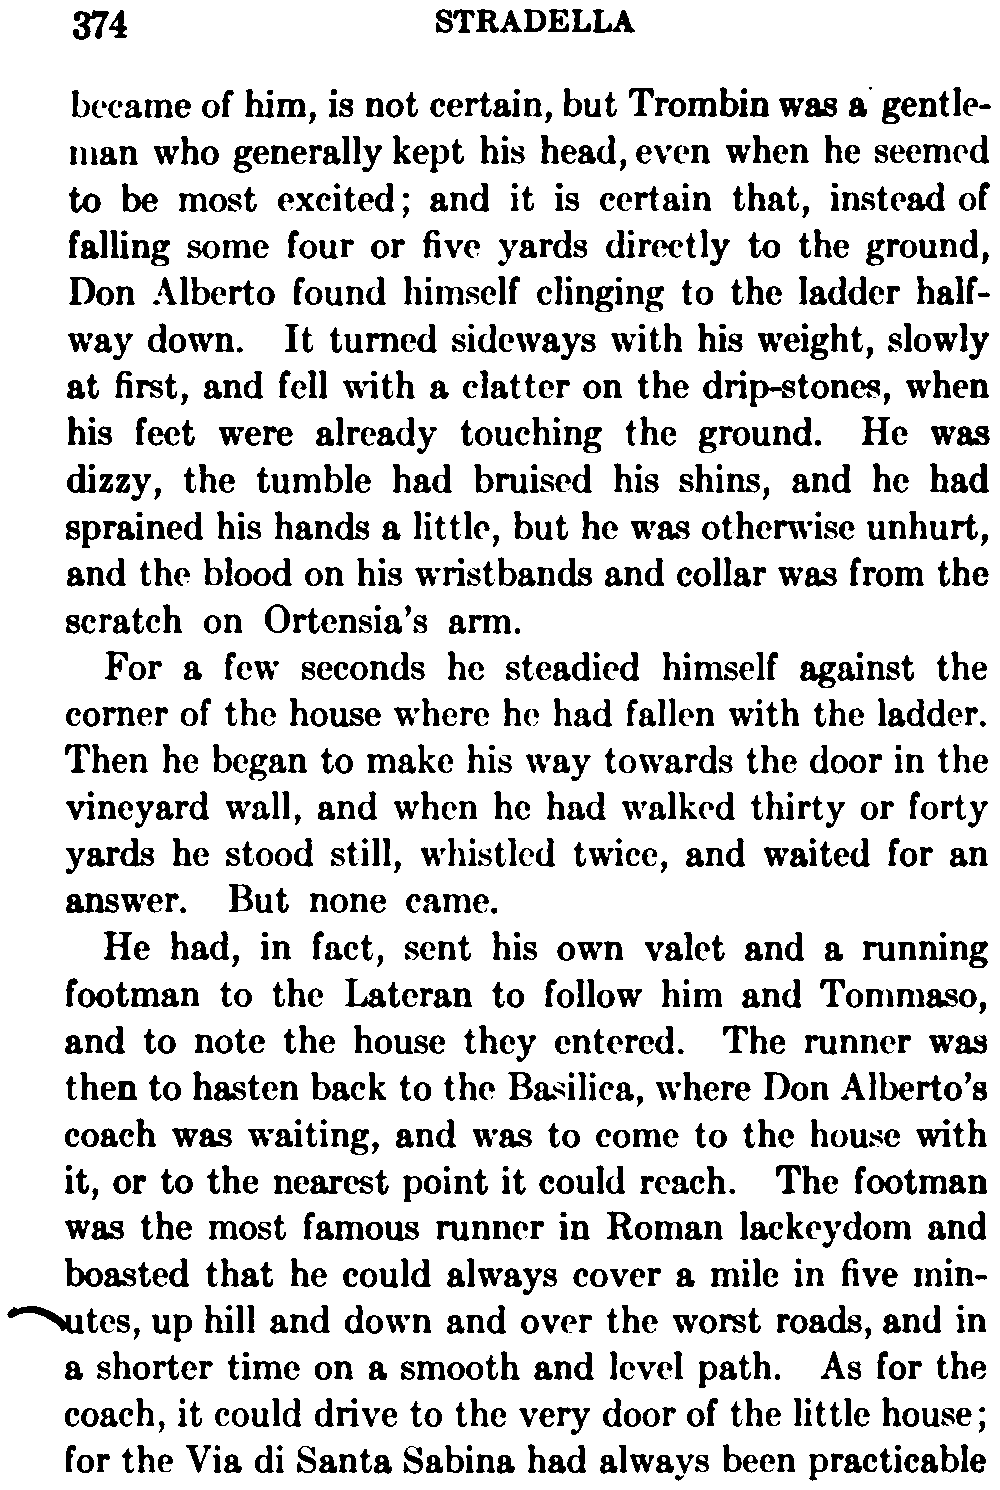 374 STRADELLA
became of him, is not certain, but Trombin was a gentle-
man who generally kept his head, even when he seemed
to be most excited; and it is certain that, instead of
falling some four or five yards directly to the ground,
Don Alberto found himself clinging to the ladder half-
way down. It turned sideways with his weight, slowly
at first, and fell with a clatter on the drip-stones, when
his feet were already touching the ground. He was
dizzy, the tumble had bruised his shins, and he had
sprained his hands a little, but he was otherwise unhurt,
and the blood on his wristbands and collar was from the
scratch on Ortensia's arm.
For a few seconds he steadied himself against the
corner of the house where he had fallen with the ladder.
Then he began to make his way towards the door in the
vineyard wall, and when he had walked thirty or forty
yards he stood still, whistled twice, and waited for an
answer. But none came.
He had, in fact, sent his own valet and a running
footman to the Lateran to follow him and Tommaso,
and to note the house they entered. The runner was
then to hasten back to the Basilica, where Don Alberto's
coach was waiting, and was to come to the house with
it, or to the nearest point it could reach. The footman
was the most famous runner in Roman lackeydom and
boasted that he could always cover a mile in five min-
utes, up hill and down and over the worst roads, and in
a shorter time on a smooth and level path. As for the
coach, it could drive to the very door of the little house;
for the Via di Santa Sabina had always been practicable